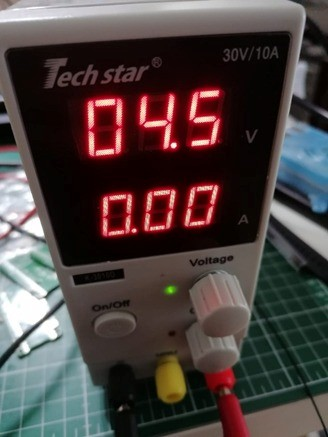 Tech star®
30V/10A
04.5
V
0.00
A
Voltage
On/Off